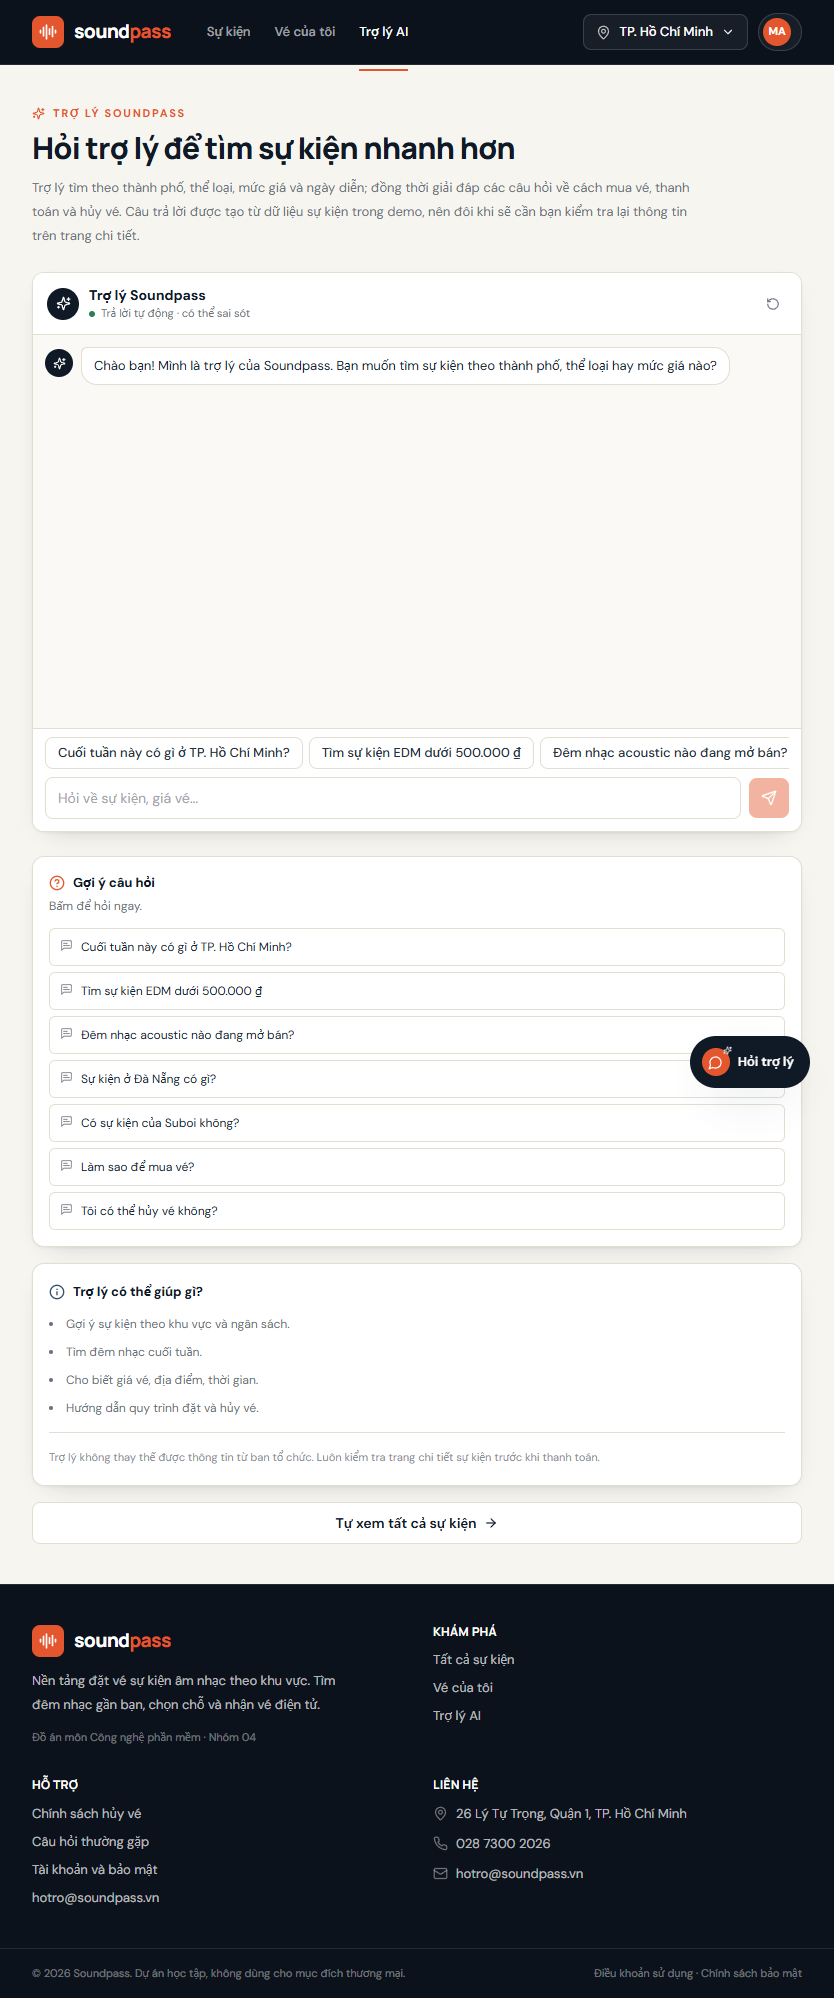 soundpass
Sự kiện
Vé của tôi
Trợ lý AI
TP. Hồ Chí Minh
MA
TRỢ LÝ SOUNDPASS
Hỏi trợ lý để tìm sự kiện nhanh hơn
Trợ lý tìm theo thành phố, thể loại, mức giá và ngày diễn; đồng thời giải đáp các câu hỏi về cách mua vé, thanh
toán và hủy vé. Câu trả lời được tạo từ dữ liệu sự kiện trong demo, nên đôi khi sẽ cần bạn kiểm tra lại thông tin
trên trang chi tiết.
Trợ lý Soundpass
Trả lời tự động · có thể sai sót
Chào bạn! Mình là trợ lý của Soundpass. Bạn muốn tìm sự kiện theo thành phố, thể loại hay mức giá nào?
Cuối tuần này có gì ở TP. Hồ Chí Minh?
Tìm sự kiện EDM dưới 500.000 ₫
Đêm nhạc acoustic nào đang mở bán?
Hỏi về sự kiện, giá vé...
Gợi ý câu hỏi
Bấm để hỏi ngay.
Cuối tuần này có gì ở TP. Hồ Chí Minh?
Tìm sự kiện EDM dưới 500.000 ₫
Đêm nhạc acoustic nào đang mở bán?
Sự kiện ở Đà Nẵng có gì?
Hỏi trợ lý
Có sự kiện của Suboi không?
Làm sao để mua vé?
Tôi có thể hủy vé không?
Trợ lý có thể giúp gì?
Gợi ý sự kiện theo khu vực và ngân sách.
Tìm đêm nhạc cuối tuần.
Cho biết giá vé, địa điểm, thời gian.
Hướng dẫn quy trình đặt và hủy vé.
Trợ lý không thay thế được thông tin từ ban tổ chức. Luôn kiểm tra trang chi tiết sự kiện trước khi thanh toán.
Tự xem tất cả sự kiện
soundpass
Nền tảng đặt vé sự kiện âm nhạc theo khu vực. Tìm
đêm nhạc gần bạn, chọn chỗ và nhận vé điện tử.
Đồ án môn Công nghệ phần mềm · Nhóm 04
KHÁM PHÁ
Tất cả sự kiện
Vé của tôi
Trợ lý AI
HỖ TRỢ
Chính sách hủy vé
Câu hỏi thường gặp
Tài khoản và bảo mật
hotro@soundpass.vn
LIÊN HỆ
26 Lý Tự Trọng, Quận 1, TP. Hồ Chí Minh
028 7300 2026
hotro@soundpass.vn
© 2026 Soundpass. Dự án học tập, không dùng cho mục đích thương mại.
Điều khoản sử dụng · Chính sách bảo mật